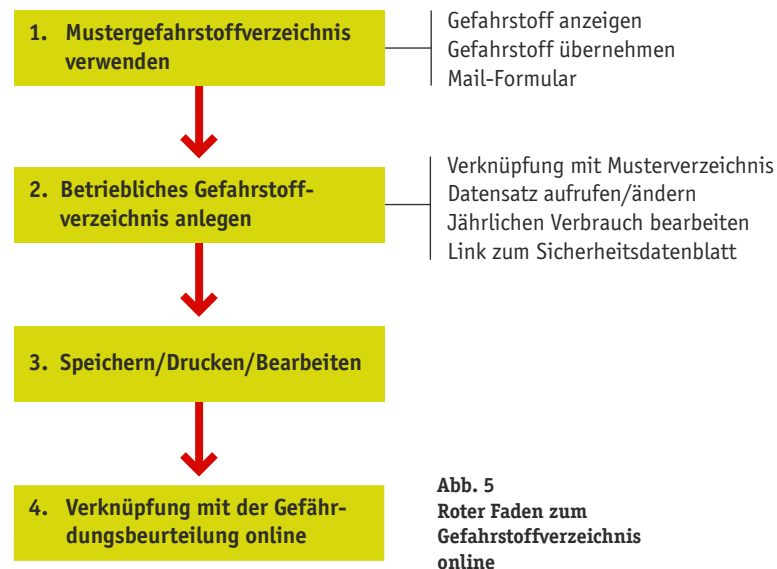 1. Mustergefahrstoffverzeichnis
verwenden
Gefahrstoff anzeigen
Gefahrstoff übernehmen
Mail-Formular
2. Betriebliches Gefahrstoff-
verzeichnis anlegen
Verknüpfung mit Musterverzeichnis
Datensatz aufrufen/ändern
Jährlichen Verbrauch bearbeiten
Link zum Sicherheitsdatenblatt
3. Speichern/Drucken/Bearbeiten
4. Verknüpfung mit der Gefähr-
dungsbeurteilung online
Abb. 5
Roter Faden zum
Gefahrstoffverzeichnis
online